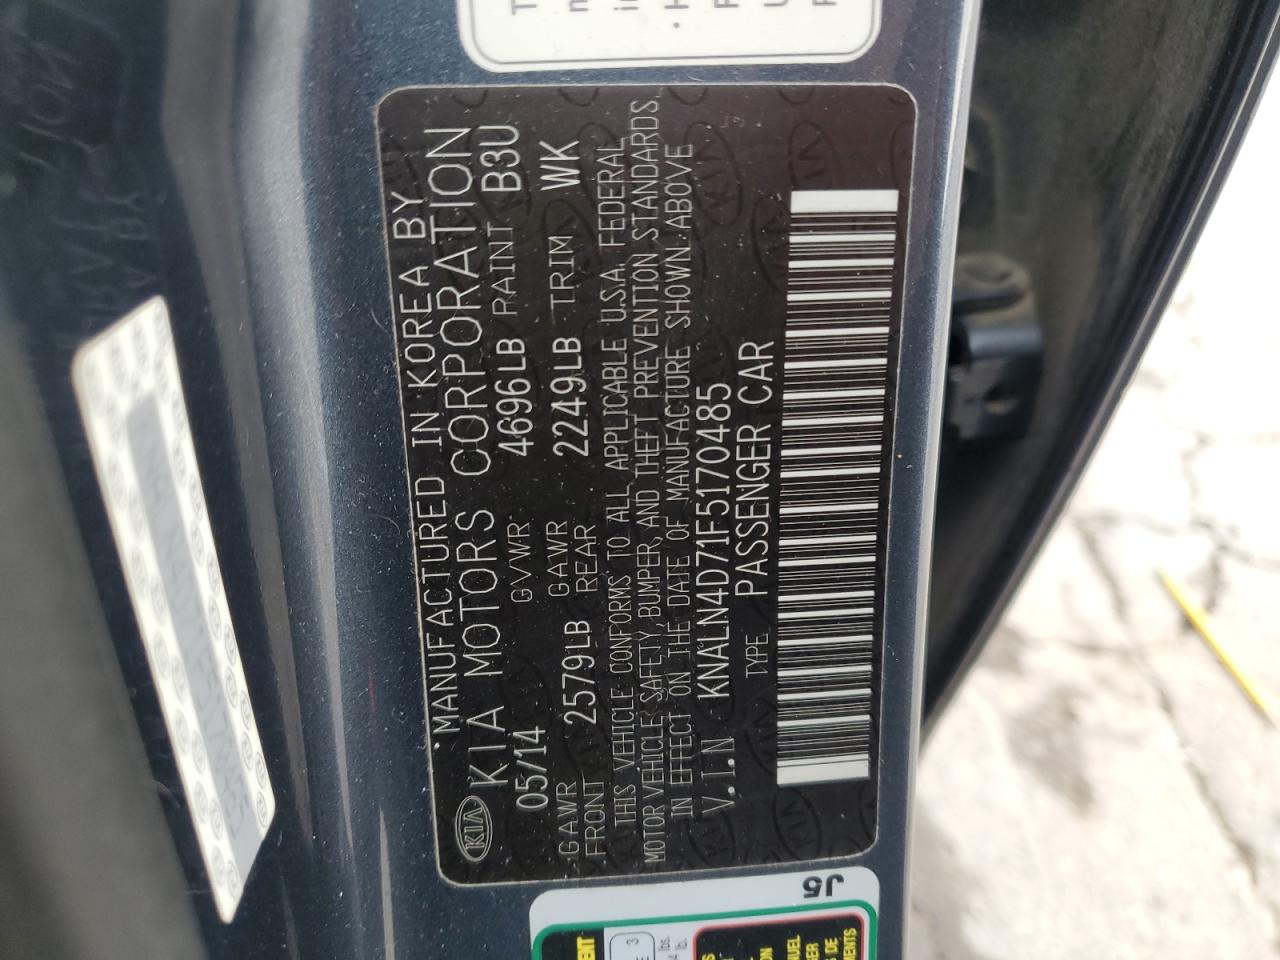 • MANUFACTURED IN KOREA BY
KIA KIA MOTORS CORPORATION
05/14 GVWR 4696LB PAINT B3U
GAWR FRONT 2579LB GAWR REAR 2249LB TRIM WK
THIS VEHICLE CONFORMS TO ALL APPLICABLE U.S.A. FEDERAL
MOTOR VEHICLE SAFETY, BUMPER, AND THEFT PREVENTION STANDARDS
IN EFFECT ON THE DATE OF MANUFACTURE SHOWN ABOVE
V.I.N KNALN4D71F5170485
TYPE PASSENGER CAR
J5